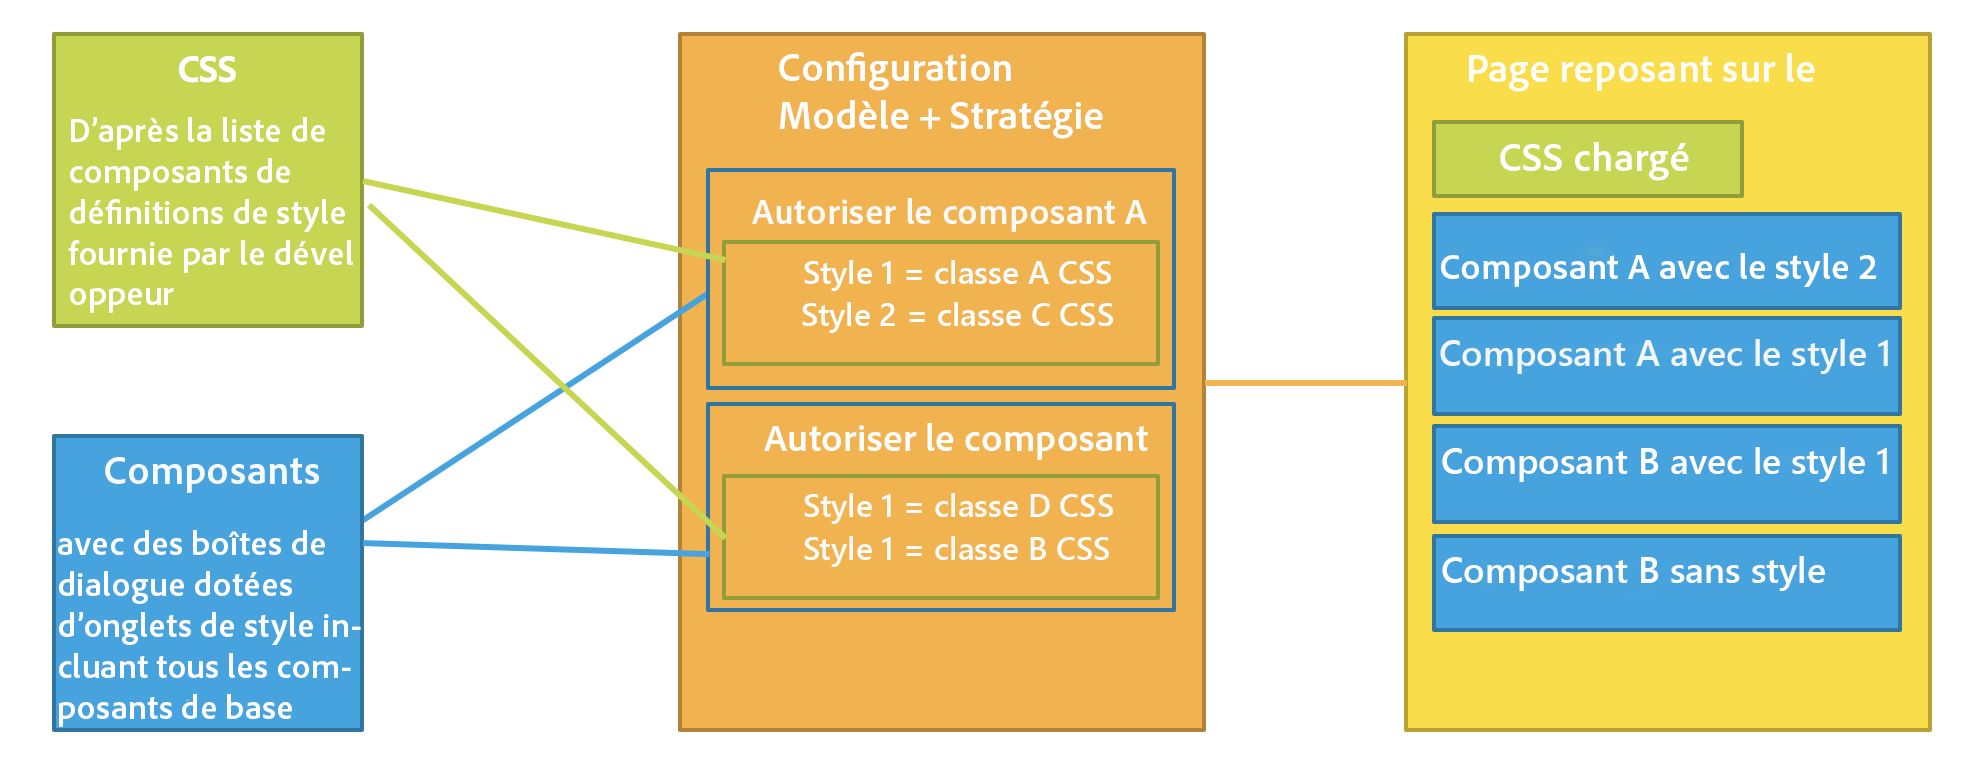 CSS
D’après la liste de
composants de
définitions de style
fournie par le dével
oppeur
Composants
avec des boîtes de
dialogue dotées
d’onglets de style in-
cluant tous les com-
posants de base
Configuration
Modèle + Stratégie
Autoriser le composant A
Style 1 = classe A CSS
Style 2 = classe C CSS
Autoriser le composant
Style 1 = classe D CSS
Style 1 = classe B CSS
Page reposant sur le
CSS chargé
Composant A avec le style 2
Composant A avec le style 1
Composant B avec le style 1
Composant B sans style